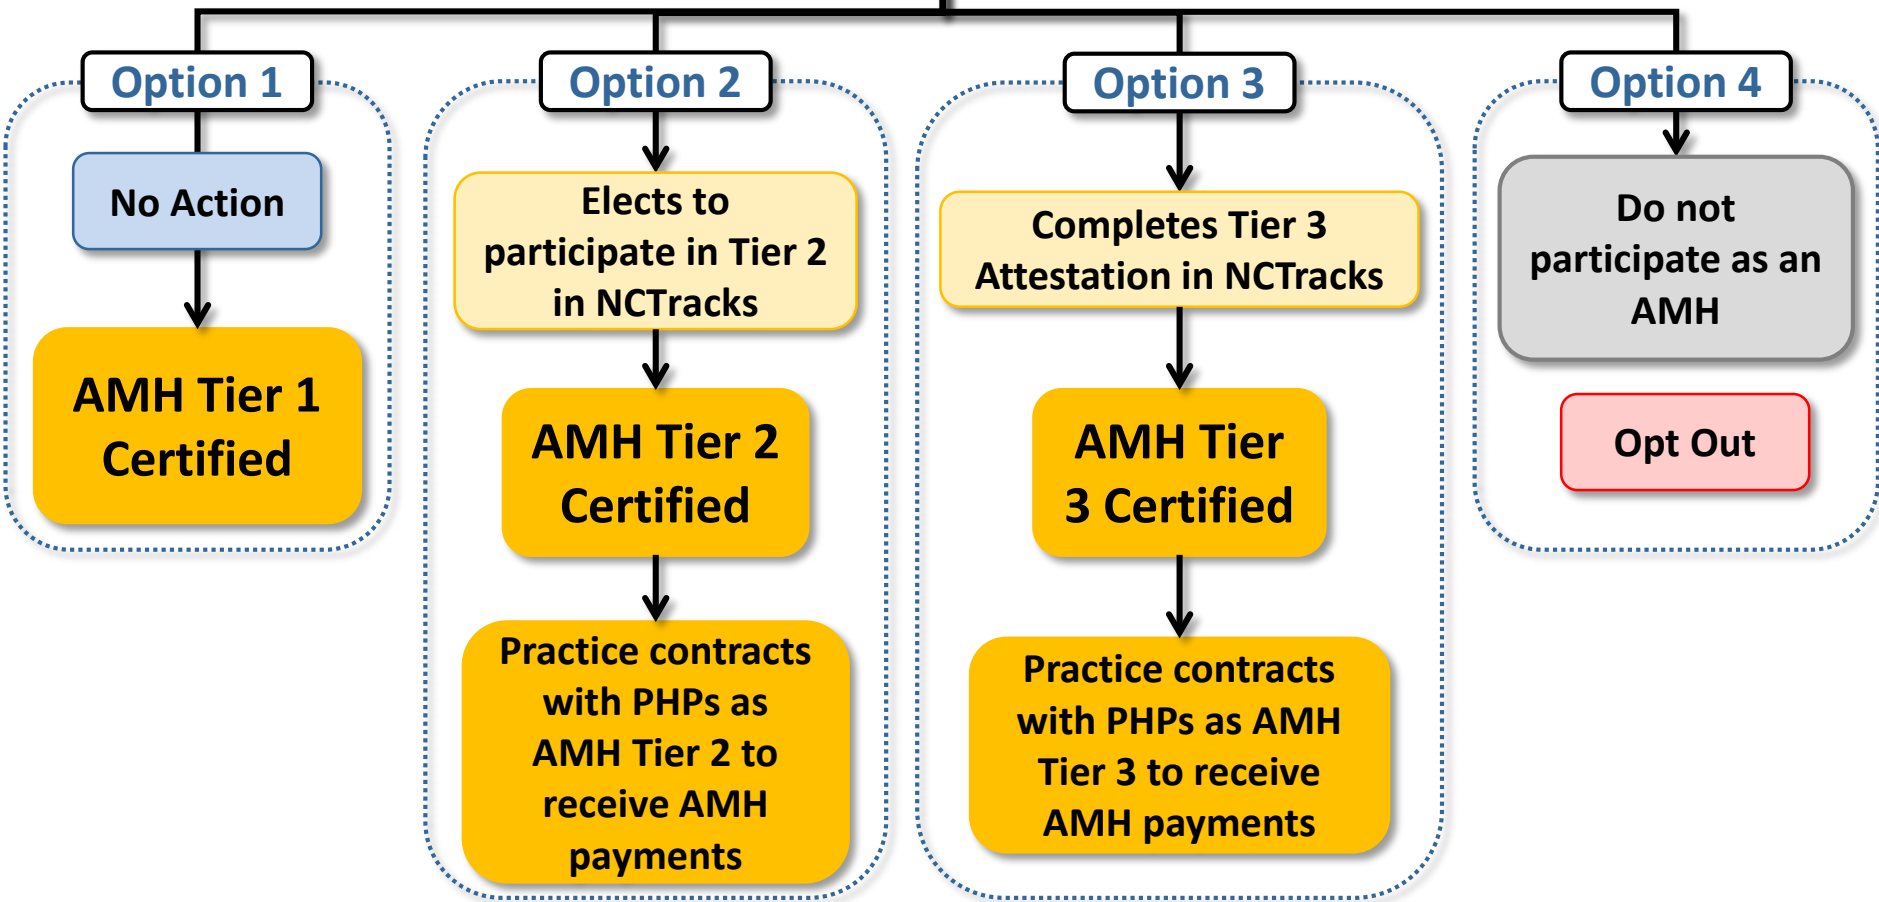 Option 1
No Action
AMH Tier 1
Certified
Option 2
Elects to
participate in Tier 2
in NCTracks
AMH Tier 2
Certified
Practice contracts
with PHPs as
AMH Tier 2 to
receive AMH
payments
Option 3
Completes Tier 3
Attestation in NCTracks
AMH Tier
3 Certified
Practice contracts
with PHPs as AMH
Tier 3 to receive
AMH payments
Option 4
Do not
participate as an
AMH
Opt Out